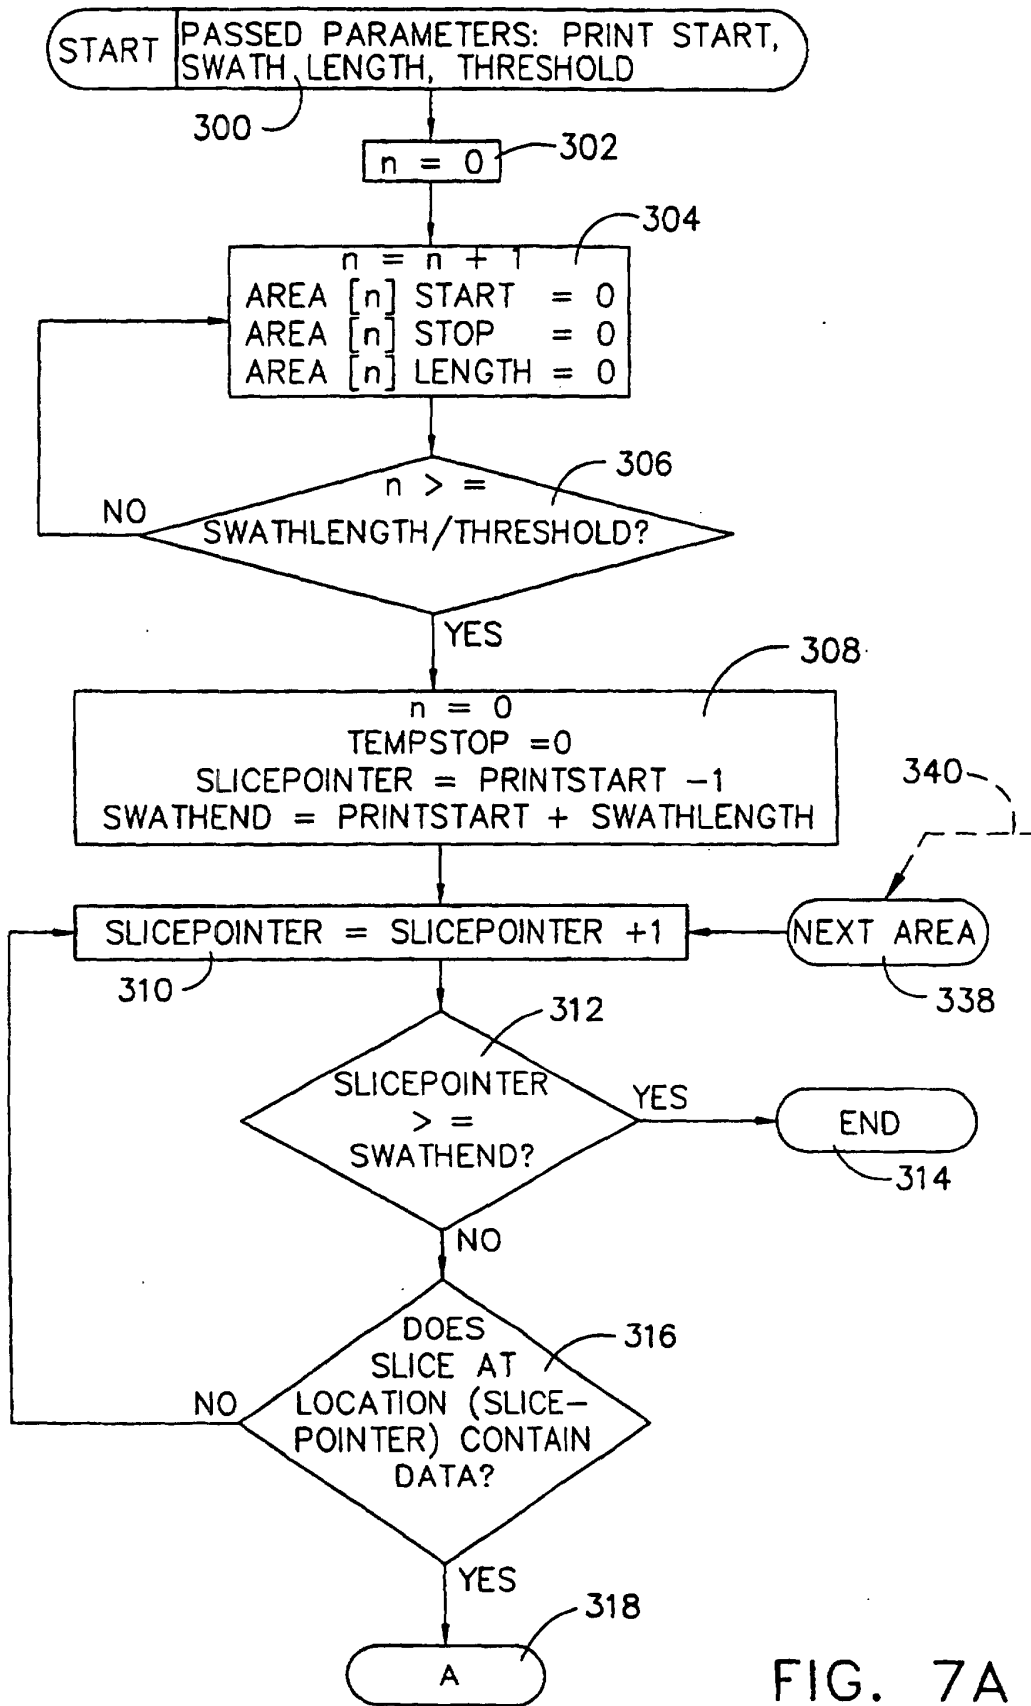 START PASSED PARAMETERS: PRINT START,
SWATH LENGTH, THRESHOLD
300
n = 0
302
304
n = n + 1
AREA [n] START = 0
AREA [n] STOP = 0
AREA [n] LENGTH = 0
306
n > =
SWATHLENGTH/THRESHOLD?
NO
YES
308
n = 0
TEMPSTOP =0
SLICEPOINTER = PRINTSTART -1
SWATHEND = PRINTSTART + SWATHLENGTH
340
SLICEPOINTER = SLICEPOINTER +1
310
NEXT AREA
338
312
SLICEPOINTER
> =
SWATHEND?
YES
END
314
NO
DOES
SLICE AT
LOCATION (SLICE-
POINTER) CONTAIN
DATA?
316
NO
YES
318
A
FIG. 7A